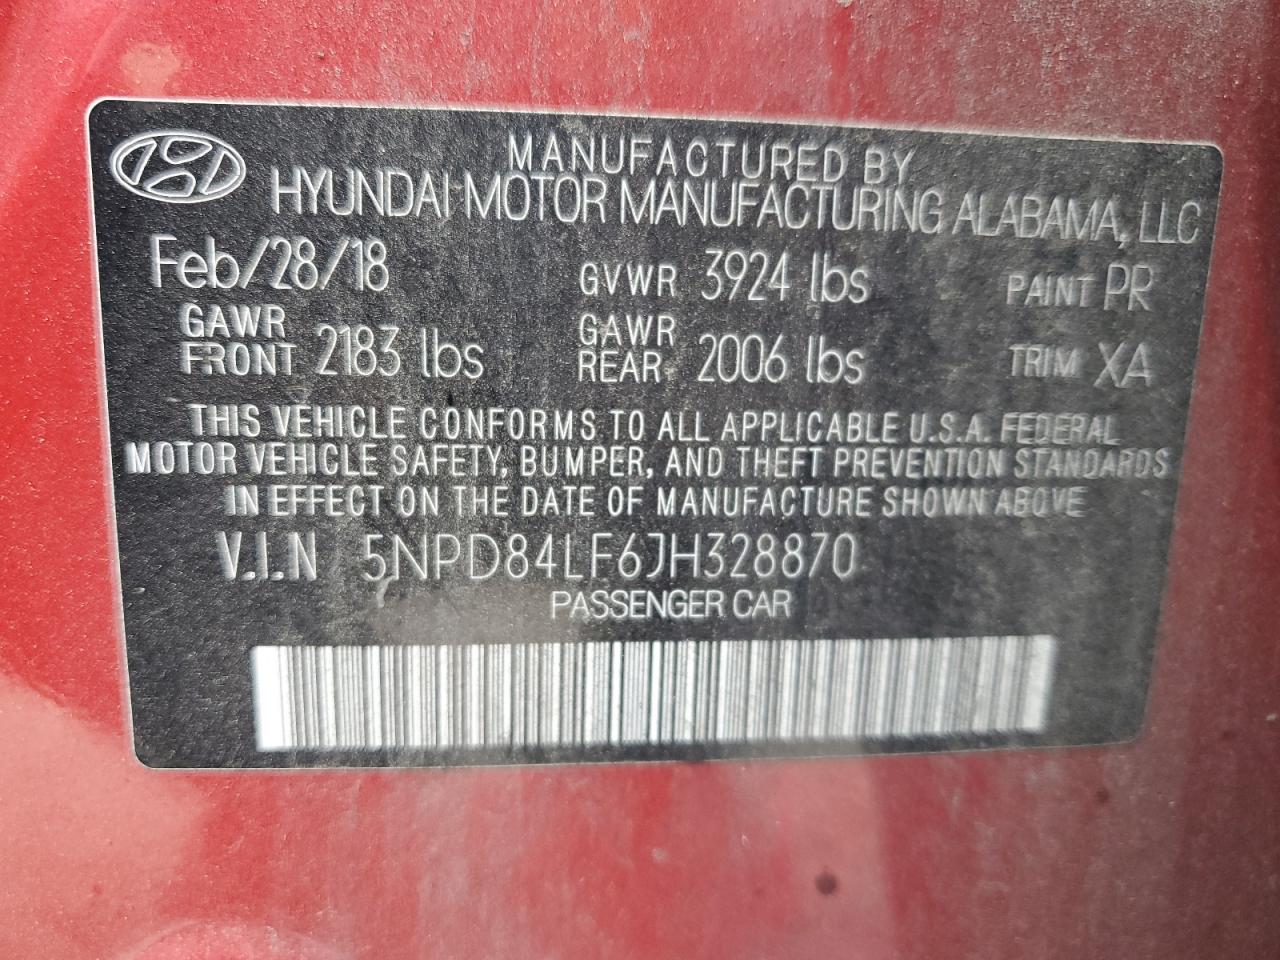 MANUFACTURED BY
HYUNDAI MOTOR MANUFACTURING ALABAMA, LLC
Feb/28/18 GVWR 3924 lbs PAINT PR
GAWR FRONT 2183 lbs GAWR REAR 2006 lbs TRIM XA
THIS VEHICLE CONFORMS TO ALL APPLICABLE U.S.A. FEDERAL
MOTOR VEHICLE SAFETY, BUMPER, AND THEFT PREVENTION STANDARDS
IN EFFECT ON THE DATE OF MANUFACTURE SHOWN ABOVE
V.I.N 5NPD84LF6JH328870
PASSENGER CAR